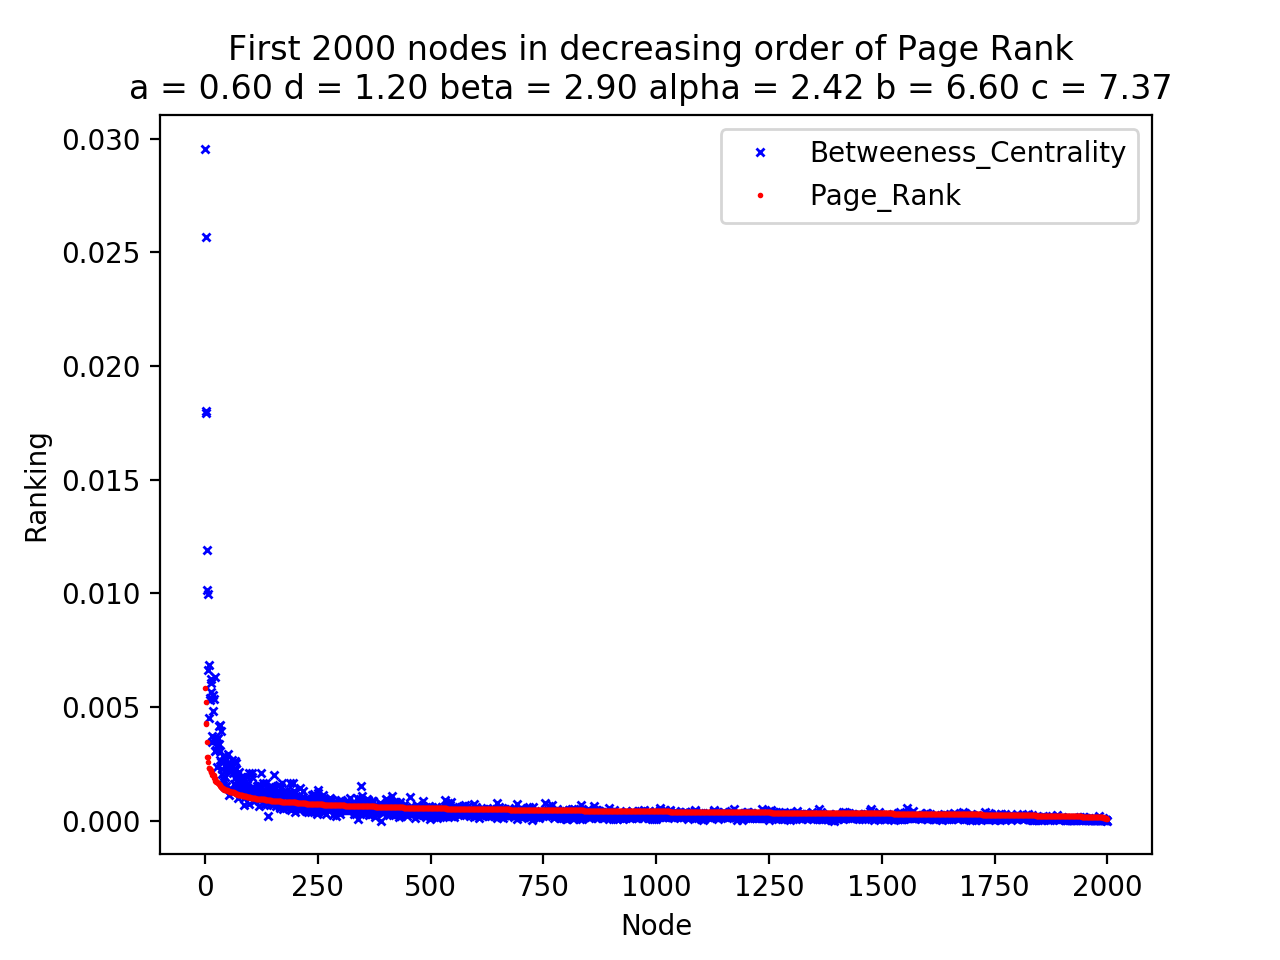 First 2000 nodes in decreasing order of Page Rank
a = 0.60 d = 1.20 beta = 2.90 alpha = 2.42 b = 6.60 c = 7.37
Betweeness_Centrality
Page_Rank
Ranking
0.030
0.025
0.020
0.015
0.010
0.005
0.000
0 250 500 750 1000 1250 1500 1750 2000
Node